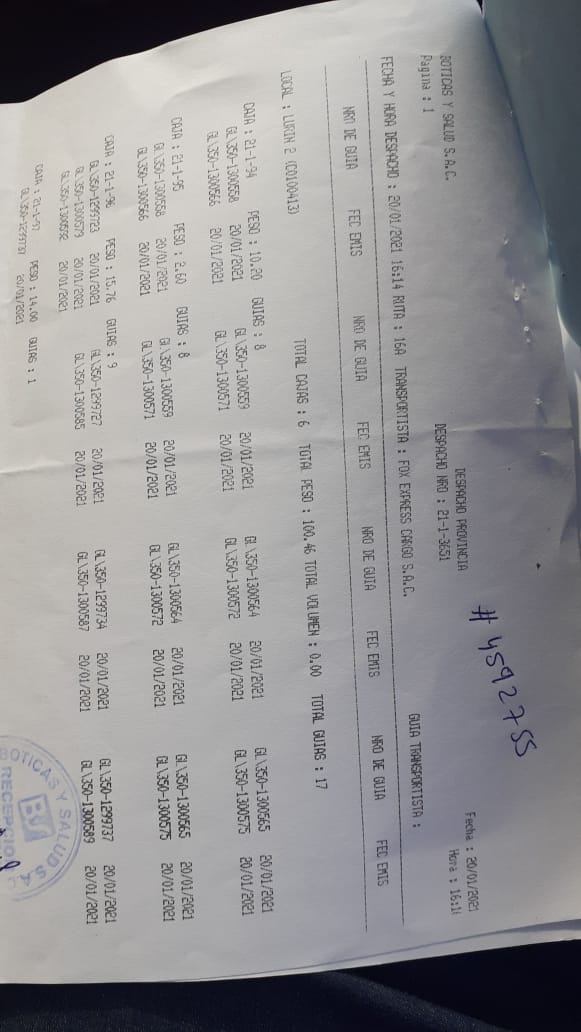 # 4592755
BOTICAS Y SALUD S.A.C.
DESPACHO PROVINCIA
Fecha : 20/01/2021
Pagina : 1
DESPACHO NRO : 21-1-3651
Hora : 16:1
GUIA TRANSPORTISTA :
FECHA Y HORA DESPACHO : 20/01/2021 16:14 RUTA : 16A TRANSPORTISTA : FOX EXPRESS CARGO S.A.C.
NRO DE GUIA FEC EMIS NRO DE GUIA FEC EMIS NRO DE GUIA FEC EMIS NRO DE GUIA FEC EMIS
LOCAL : LURIN 2 (C0100413) TOTAL CAJAS : 6 TOTAL PESO : 100.46 TOTAL VOLUMEN : 0.00 TOTAL GUIAS : 17
CAJA : 21-1-94 PESO : 10.20 GUIAS : 8
GL\350-1300558 20/01/2021 GL\350-1300559 20/01/2021 GL\350-1300564 20/01/2021 GL\350-1300565 20/01/2021
GL\350-1300566 20/01/2021 GL\350-1300571 20/01/2021 GL\350-1300572 20/01/2021 GL\350-1300575 20/01/2021
CAJA : 21-1-95 PESO : 2.60 GUIAS : 8
GL\350-1300558 20/01/2021 GL\350-1300559 20/01/2021 GL\350-1300564 20/01/2021 GL\350-1300565 20/01/2021
GL\350-1300566 20/01/2021 GL\350-1300571 20/01/2021 GL\350-1300572 20/01/2021 GL\350-1300575 20/01/2021
CAJA : 21-1-96 PESO : 15.76 GUIAS : 9
GL\350-1299723 20/01/2021 GL\350-1299727 20/01/2021 GL\350-1299734 20/01/2021 GL\350-1299737 20/01/2021
GL\350-1300579 20/01/2021 GL\350-1300585 20/01/2021 GL\350-1300587 20/01/2021 GL\350-1300589 20/01/2021
GL\350-1300592 20/01/2021
CAJA : 21-1-97 PESO : 14.00 GUIAS : 1
GL\350-1299737 20/01/2021
BOTICAS Y SALUD S.A.C.